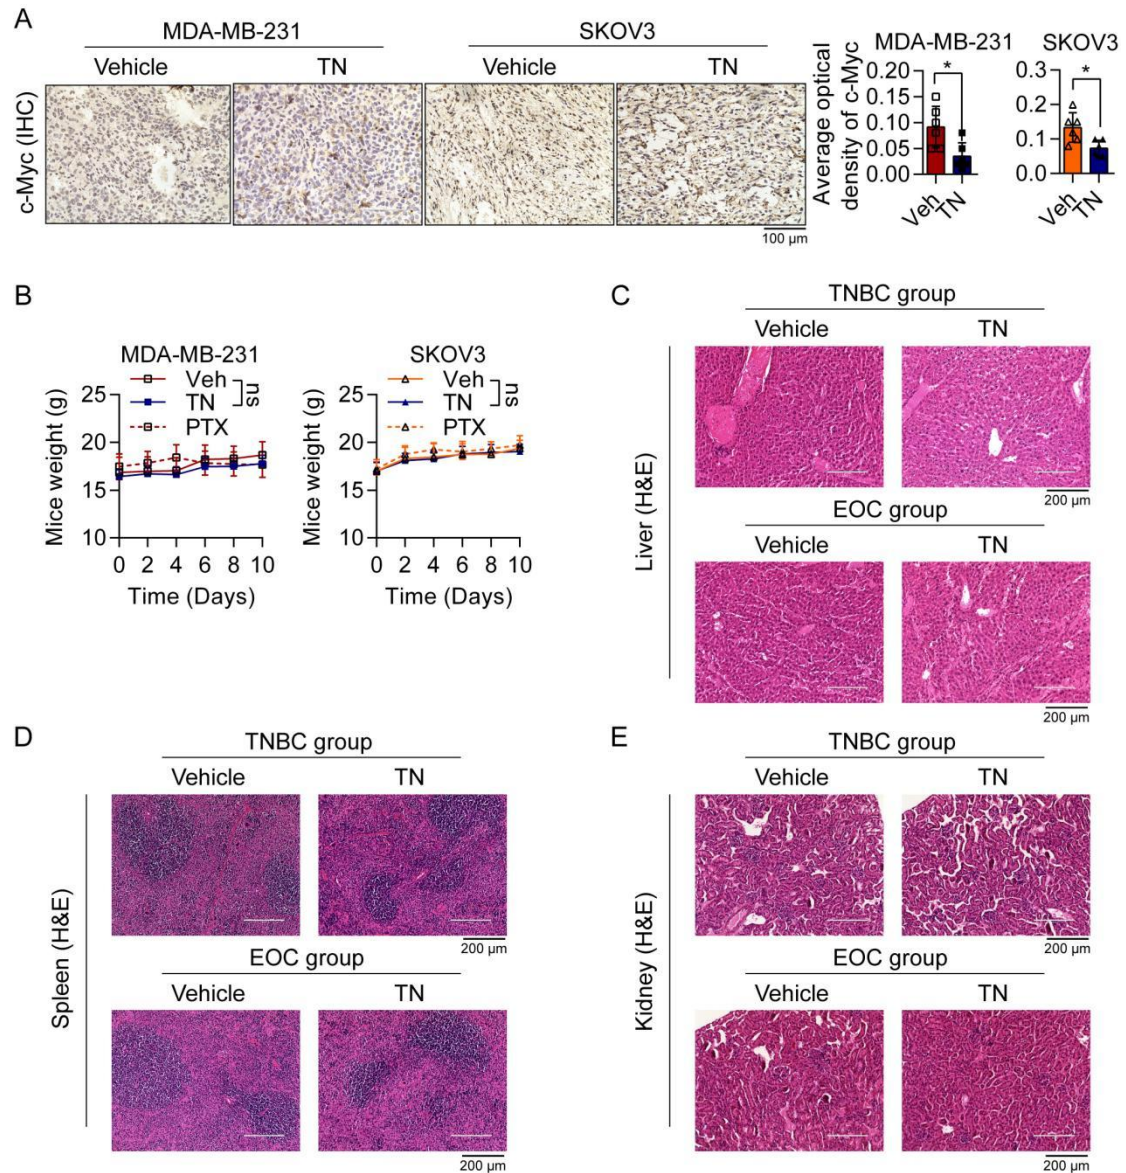 A
MDA-MB-231
SKOV3
Vehicle
TN
Vehicle
TN
c-Myc (IHC)
100 µm
Average optical
density of c-Myc
MDA-MB-231
0.20
0.15
0.10
0.05
0.00
*
Veh
TN
SKOV3
0.3
0.2
0.1
0.0
*
Veh
TN
B
MDA-MB-231
Veh
TN
PTX
ns
Mice weight (g)
25
20
15
10
0 2 4 6 8 10
Time (Days)
SKOV3
Veh
TN
PTX
ns
Mice weight (g)
25
20
15
10
0 2 4 6 8 10
Time (Days)
C
TNBC group
Vehicle
TN
200 µm
EOC group
Vehicle
TN
200 µm
Liver (H&E)
D
TNBC group
Vehicle
TN
200 µm
EOC group
Vehicle
TN
200 µm
Spleen (H&E)
E
TNBC group
Vehicle
TN
200 µm
EOC group
Vehicle
TN
200 µm
Kidney (H&E)